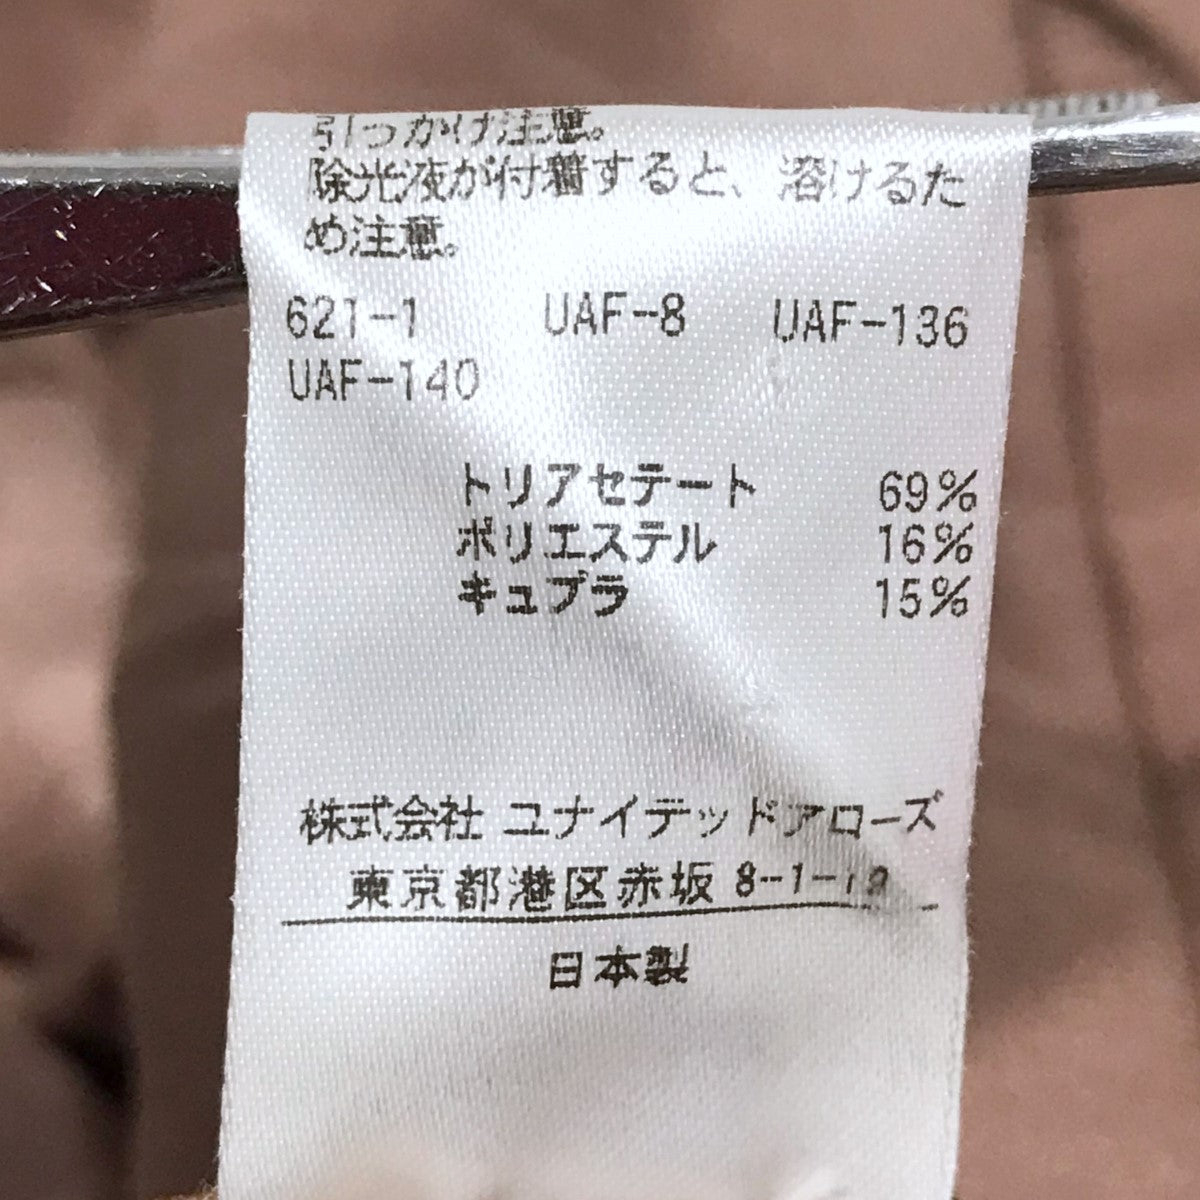 引っかけ注意。
除光液が付着すると、溶けるた
め注意。
621-1 UAF-8 UAF-136
UAF-140
トリアセテート 69%
ポリエステル 16%
キュプラ 15%
株式会社 ユナイテッドアローズ
東京都港区赤坂
日本製